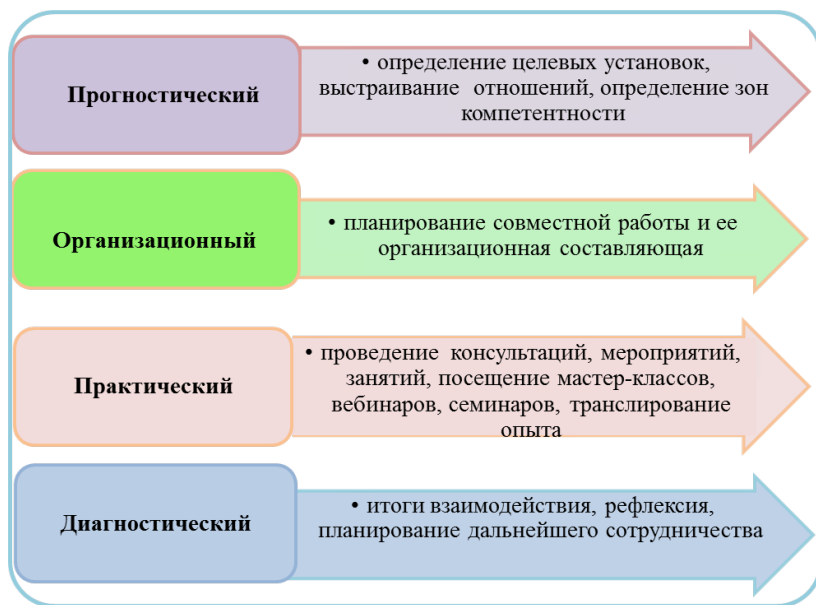 Прогностический
• определение целевых установок,
выстраивание отношений, определение зон
компетентности
Организационный
• планирование совместной работы и ее
организационная составляющая
Практический
• проведение консультаций, мероприятий,
занятий, посещение мастер-классов,
вебинаров, семинаров, транслирование
опыта
Диагностический
• итоги взаимодействия, рефлексия,
планирование дальнейшего сотрудничества